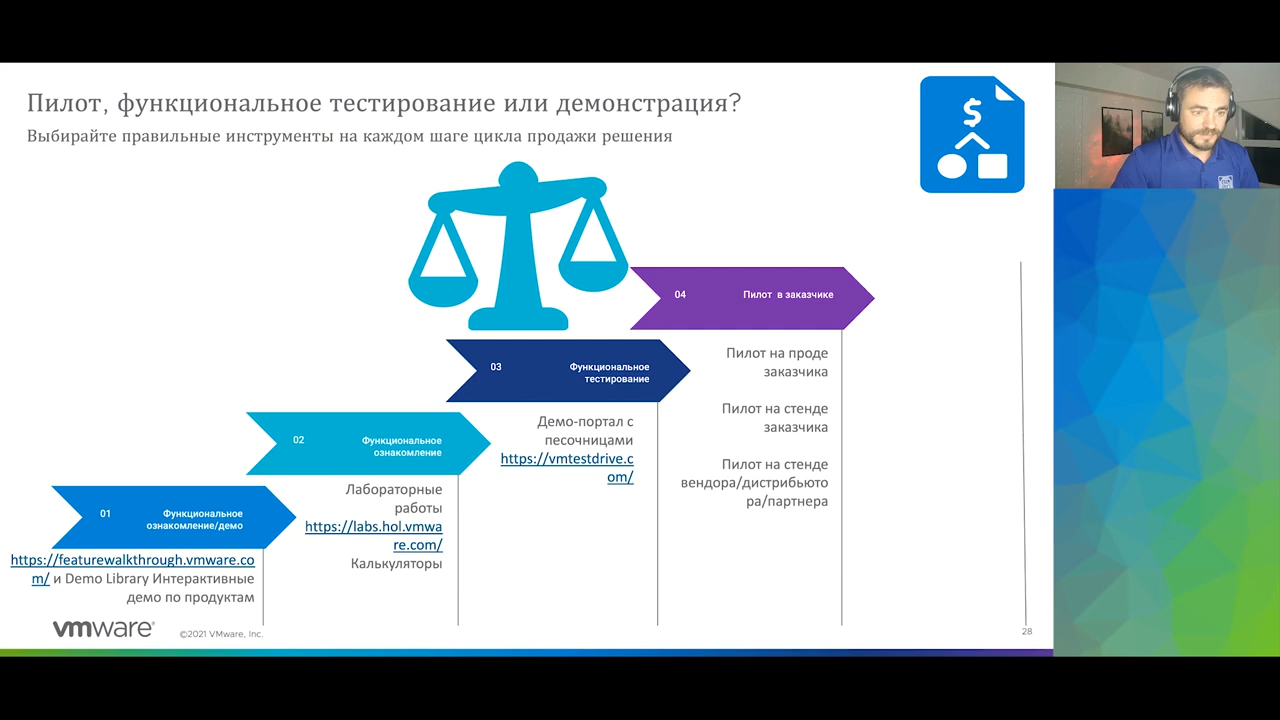 Пилот, функциональное тестирование или демонстрация?
Выбирайте правильные инструменты на каждом шаге цикла продажи решения
$
04 Пилот в заказчике
Пилот на проде
заказчика
Пилот на стенде
заказчика
Пилот на стенде
вендора/дистрибьюто
ра/партнера
03 Функциональное
тестирование
Демо-портал с
песочницами
https://vmtestdrive.c
om/
02 Функциональное
ознакомление
Лабораторные
работы
https://labs.hol.vmwa
re.com/
Калькуляторы
01 Функциональное
ознакомление/демо
https://featurewalkthrough.vmware.co
m/ и Demo Library Интерактивные
демо по продуктам
vmware®
©2021 VMware, Inc.
28